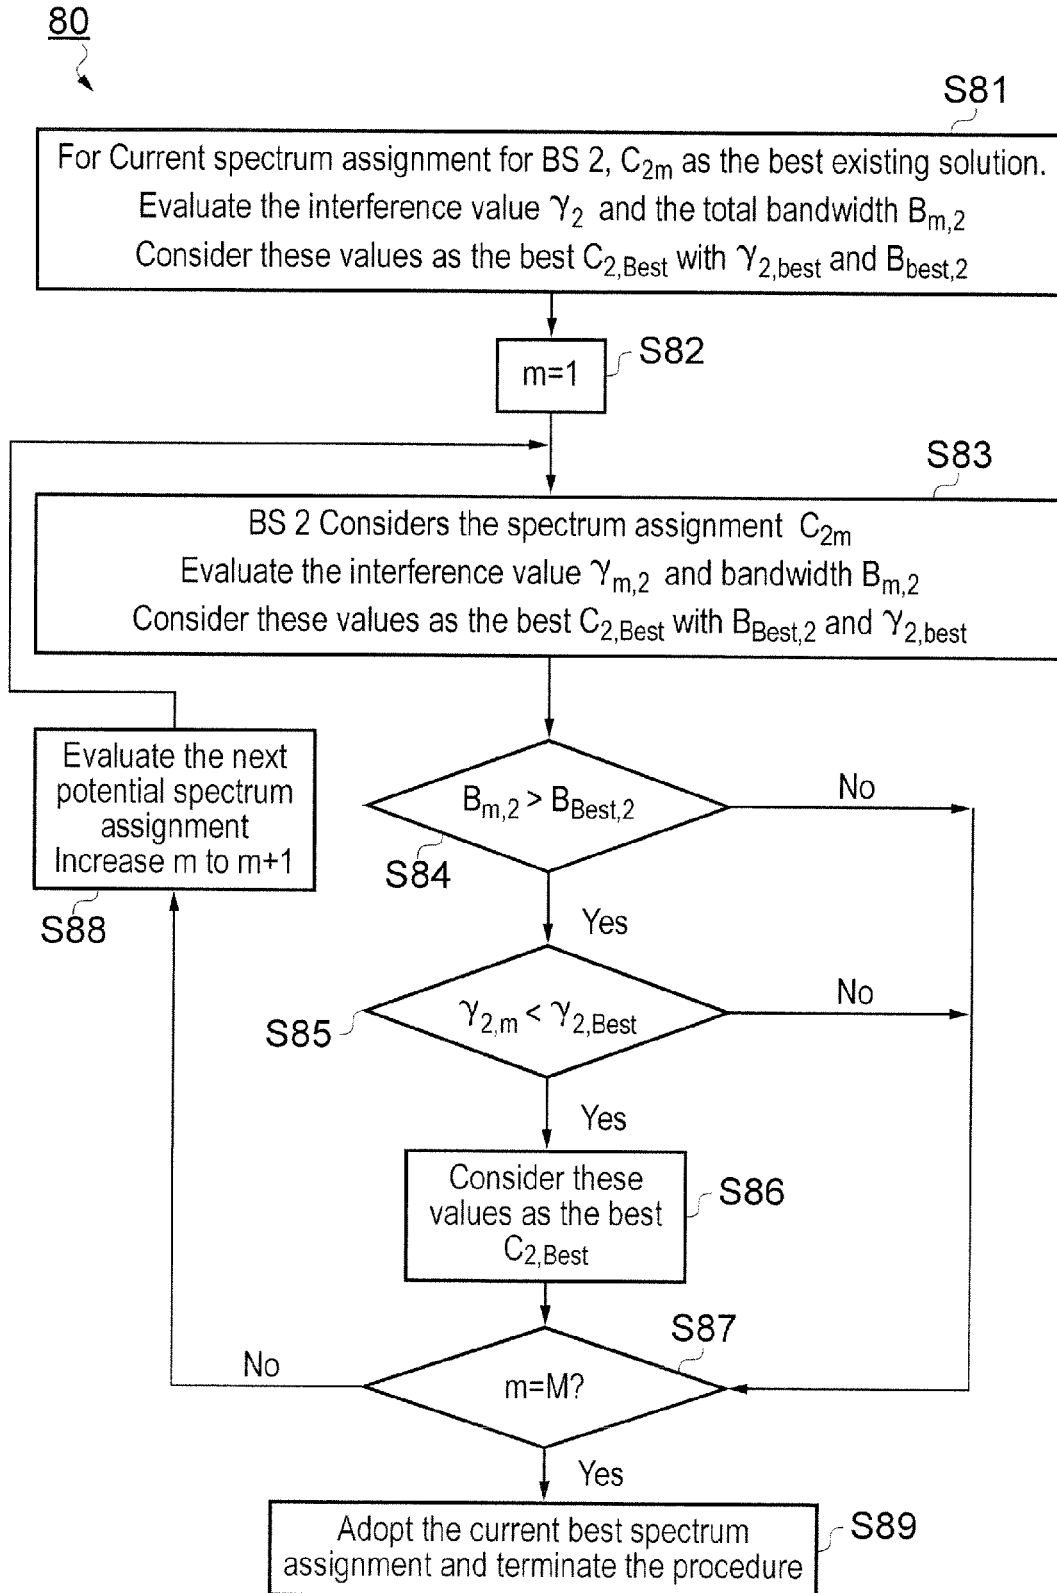 80
S81
For Current spectrum assignment for BS 2, C2m as the best existing solution.
Evaluate the interference value γ2 and the total bandwidth Bm,2
Consider these values as the best C2,Best with γ2,best and Bbest,2
S82
m=1
S83
BS 2 Considers the spectrum assignment C2m
Evaluate the interference value γm,2 and bandwidth Bm,2
Consider these values as the best C2,Best with BBest,2 and γ2,best
Evaluate the next
potential spectrum
assignment
Increase m to m+1
S88
Bm,2 > BBest,2
No
S84
Yes
γ2,m < γ2,Best
No
S85
Yes
Consider these
values as the best
C2,Best
S86
S87
No
m=M?
Yes
Adopt the current best spectrum
assignment and terminate the procedure
S89